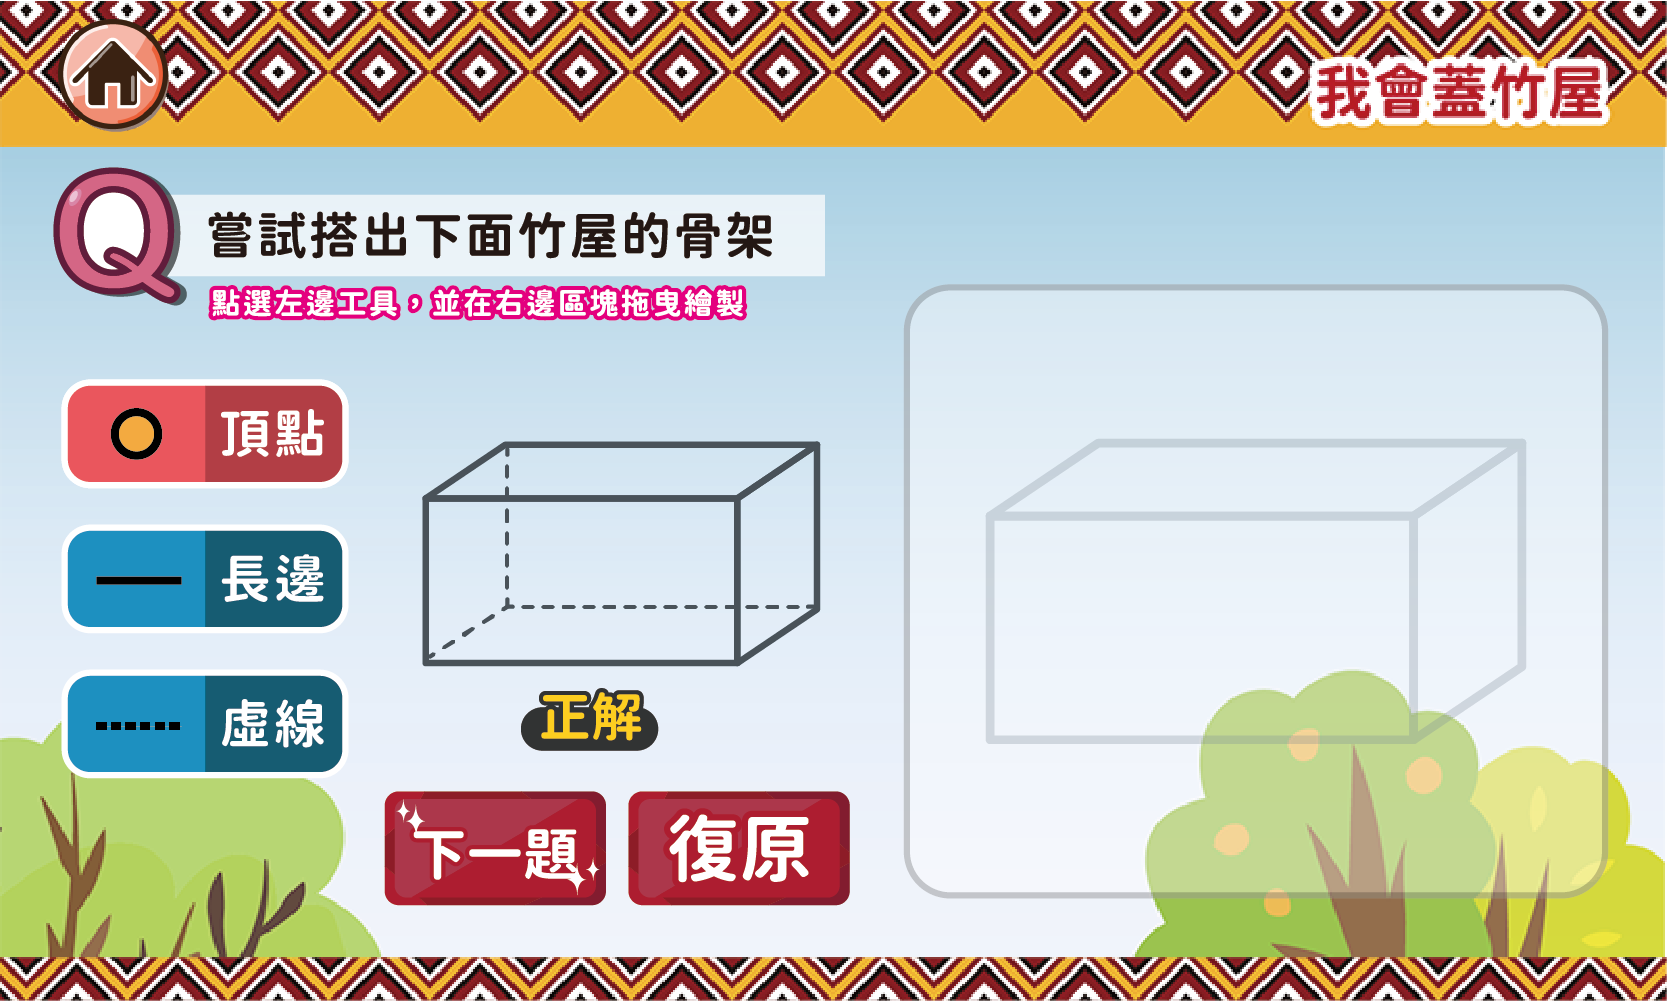 我會蓋竹屋
Q
嘗試搭出下面竹屋的骨架
點選左邊工具，並在右邊區塊拖曳繪製
頂點
長邊
虛線
正解
下一題
復原